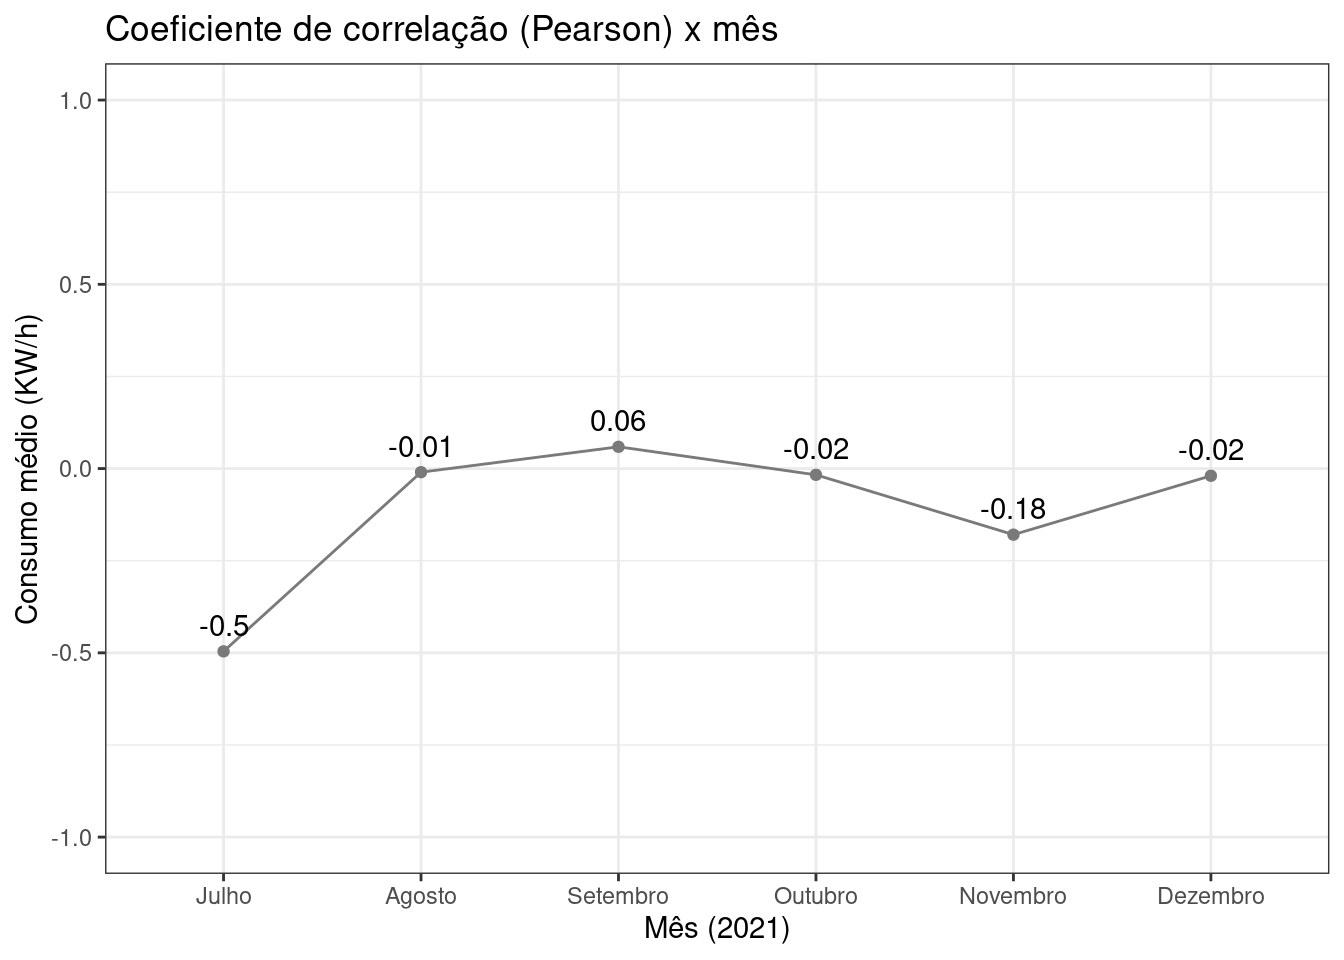 Coeficiente de correlação (Pearson) x mês
Consumo médio (KW/h)
1.0
0.5
0.0
-0.5
-1.0
-0.5
-0.01
0.06
-0.02
-0.18
-0.02
Julho Agosto Setembro Outubro Novembro Dezembro
Mês (2021)